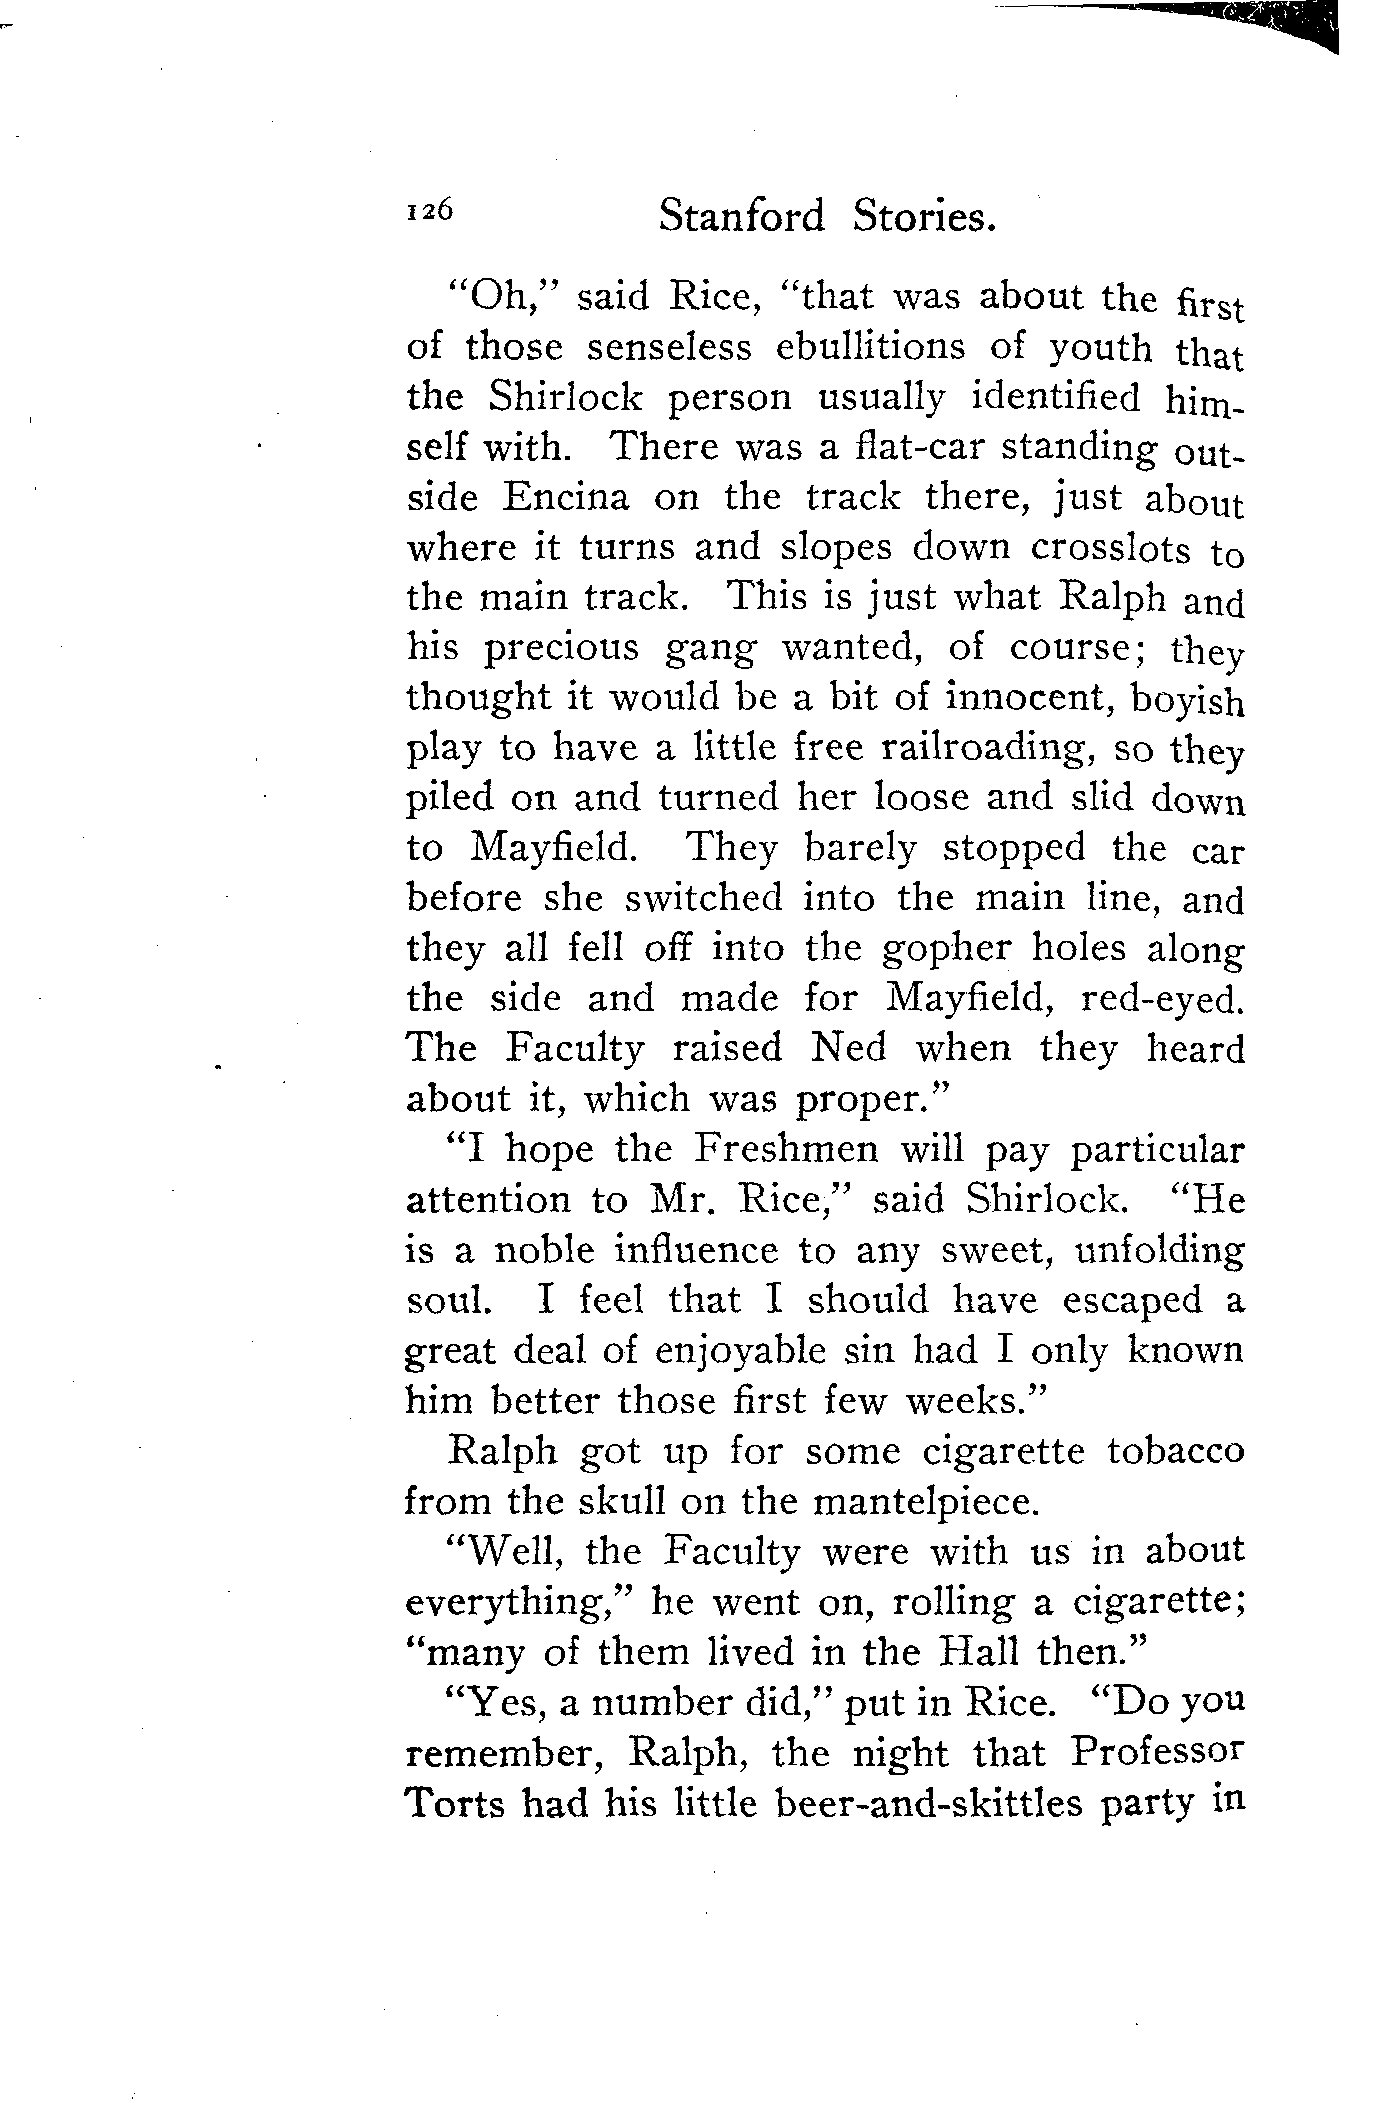 126 Stanford Stories.
"Oh," said Rice, "that was about the first
of those senseless ebullitions of youth that
the Shirlock person usually identified him-
self with. There was a flat-car standing out-
side Encina on the track there, just about
where it turns and slopes down crosslots to
the main track. This is just what Ralph and
his precious gang wanted, of course; they
thought it would be a bit of innocent, boyish
play to have a little free railroading, so they
piled on and turned her loose and slid down
to Mayfield. They barely stopped the car
before she switched into the main line, and
they all fell off into the gopher holes along
the side and made for Mayfield, red-eyed.
The Faculty raised Ned when they heard
about it, which was proper."
"I hope the Freshmen will pay particular
attention to Mr. Rice," said Shirlock. "He
is a noble influence to any sweet, unfolding
soul. I feel that I should have escaped a
great deal of enjoyable sin had I only known
him better those first few weeks."
Ralph got up for some cigarette tobacco
from the skull on the mantelpiece.
"Well, the Faculty were with us in about
everything," he went on, rolling a cigarette;
"many of them lived in the Hall then."
"Yes, a number did," put in Rice. "Do you
remember, Ralph, the night that Professor
Torts had his little beer-and-skittles party in